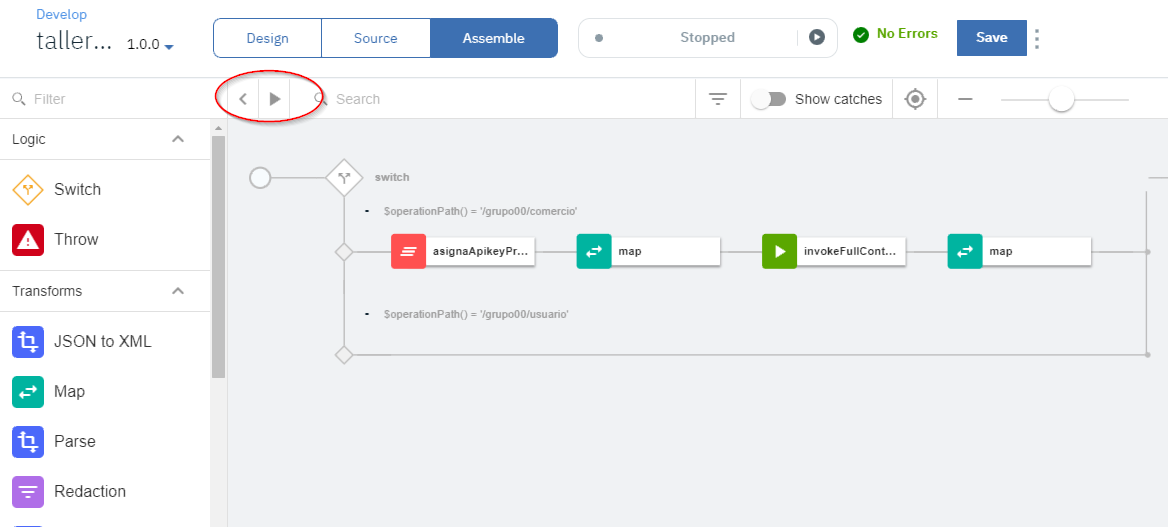 Develop
taller... 1.0.0
Design Source Assemble
Stopped
No Errors
Save
Filter
Search
Show catches
Logic
Switch
Throw
Transforms
JSON to XML
Map
Parse
Redaction
switch
- $operationPath() = '/grupo00/comercio'
asignaApikeyPr... map invokeFullCont... map
- $operationPath() = '/grupo00/usuario'